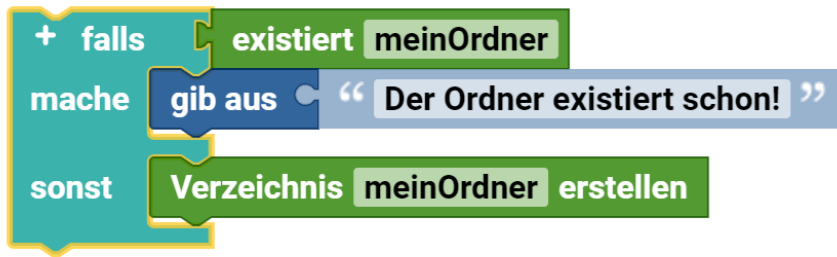 + falls existiert meinOrdner
mache gib aus “ Der Ordner existiert schon! ”
sonst Verzeichnis meinOrdner erstellen